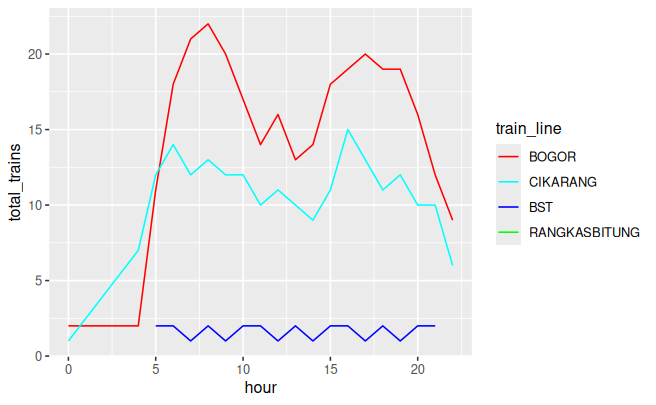 total_trains
20
15
10
5
0
0 5 10 15 20
hour
train_line
BOGOR
CIKARANG
BST
RANGKASBITUNG